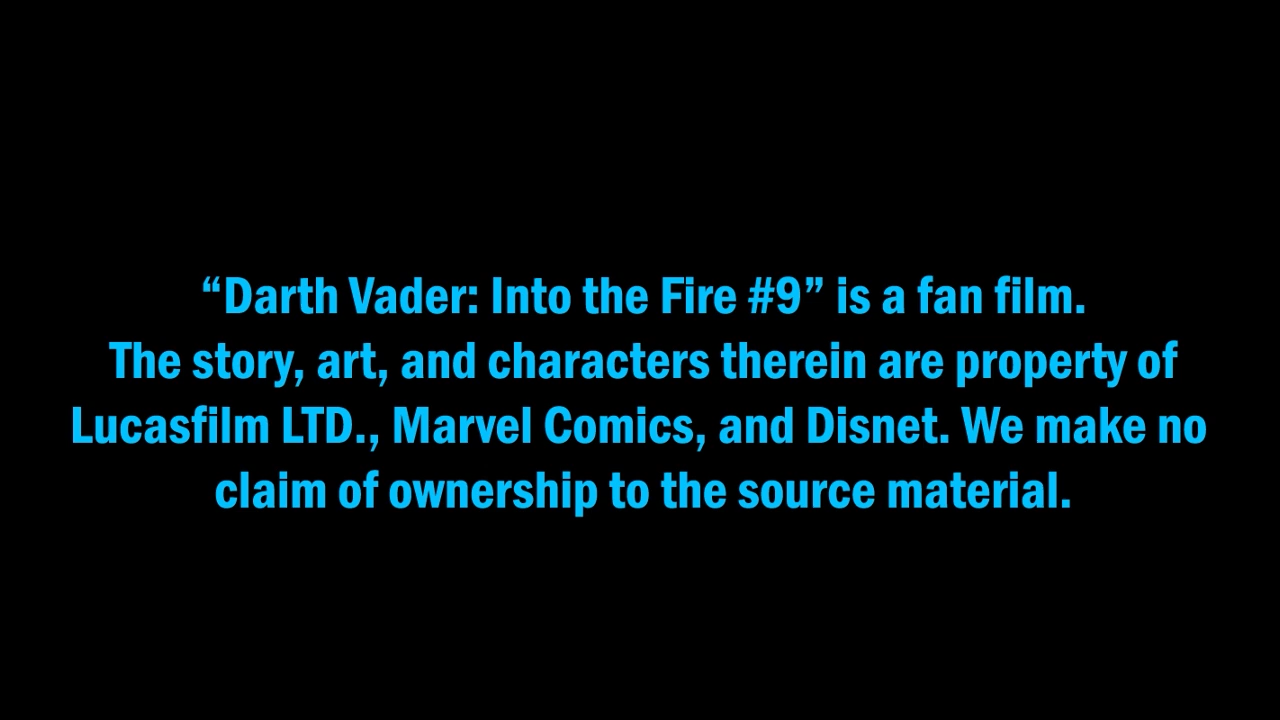 “Darth Vader: Into the Fire #9” is a fan film.
The story, art, and characters therein are property of
Lucasfilm LTD., Marvel Comics, and Disnet. We make no
claim of ownership to the source material.